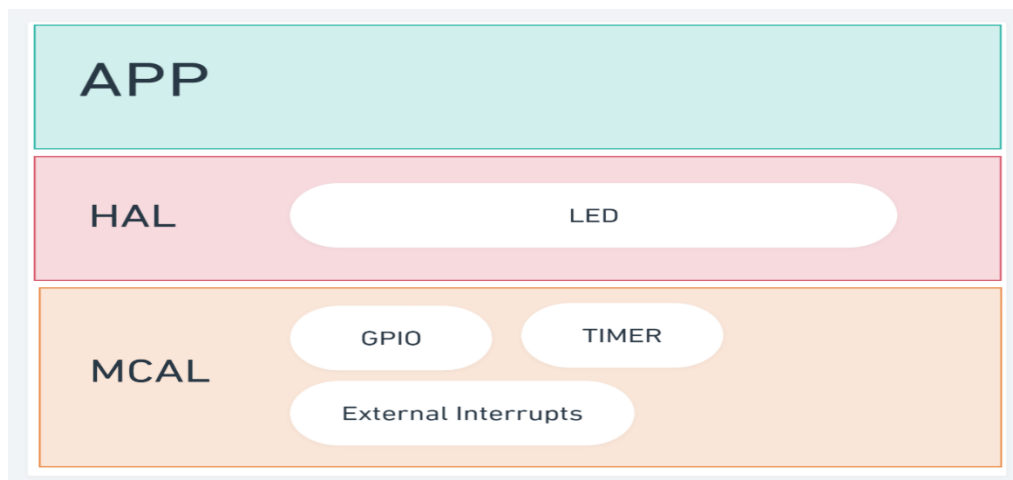 APP
HAL
LED
MCAL
GPIO
TIMER
External Interrupts